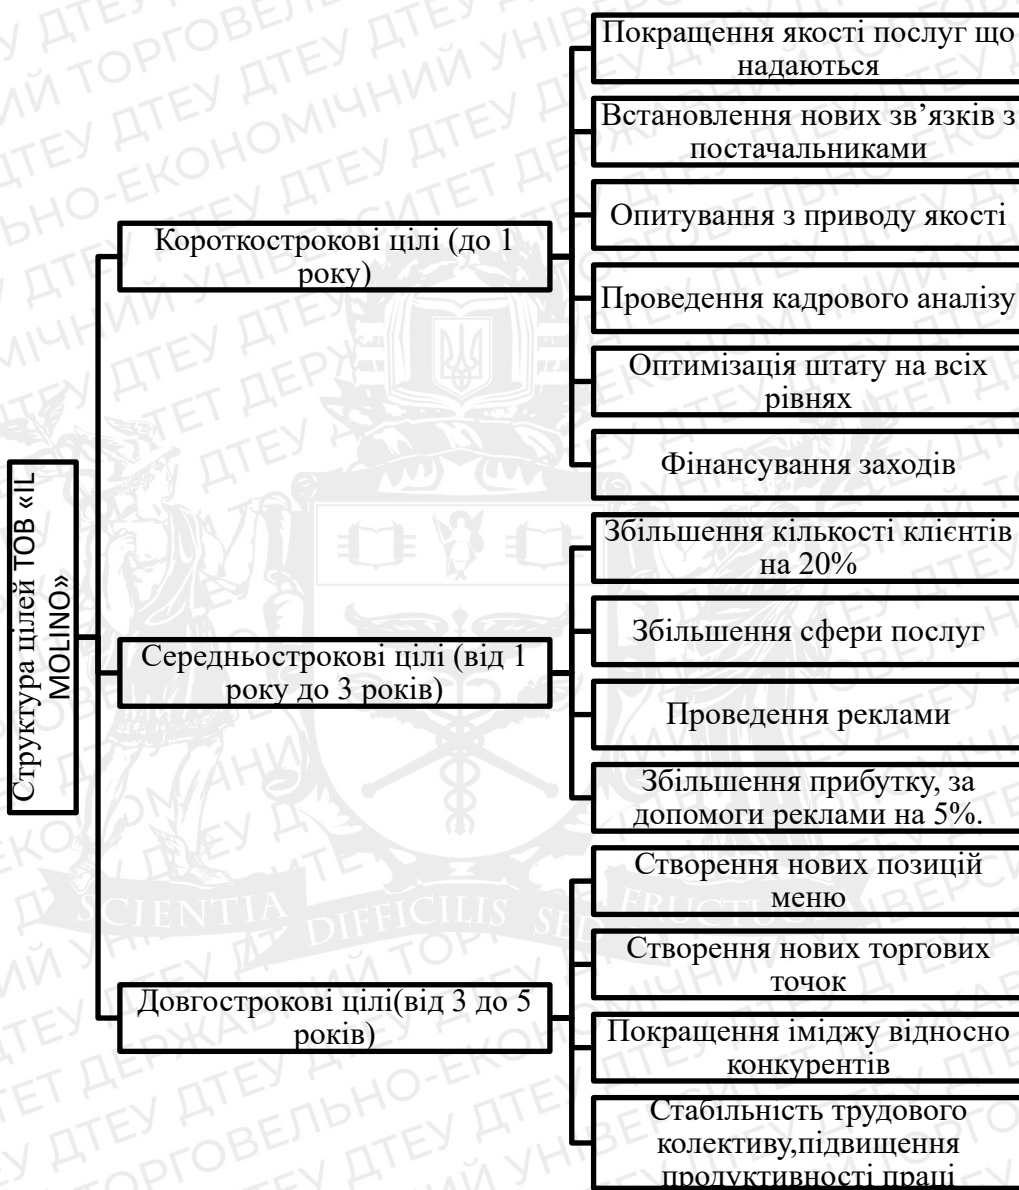 Структура цілей ТОВ «IL
MOLINO»
Короткострокові цілі (до 1
року)
Покращення якості послуг що
надаються
Встановлення нових зв’язків з
постачальниками
Опитування з приводу якості
Проведення кадрового аналізу
Оптимізація штату на всіх
рівнях
Фінансування заходів
Середньострокові цілі (від 1
року до 3 років)
Збільшення кількості клієнтів
на 20%
Збільшення сфери послуг
Проведення реклами
Збільшення прибутку, за
допомоги реклами на 5%.
Довгострокові цілі(від 3 до 5
років)
Створення нових позицій
меню
Створення нових торгових
точок
Покращення іміджу відносно
конкурентів
Стабільність трудового
колективу,підвищення
продуктивності праці
SCIENTIA DIFFICILIS SED FRUCTUOSA